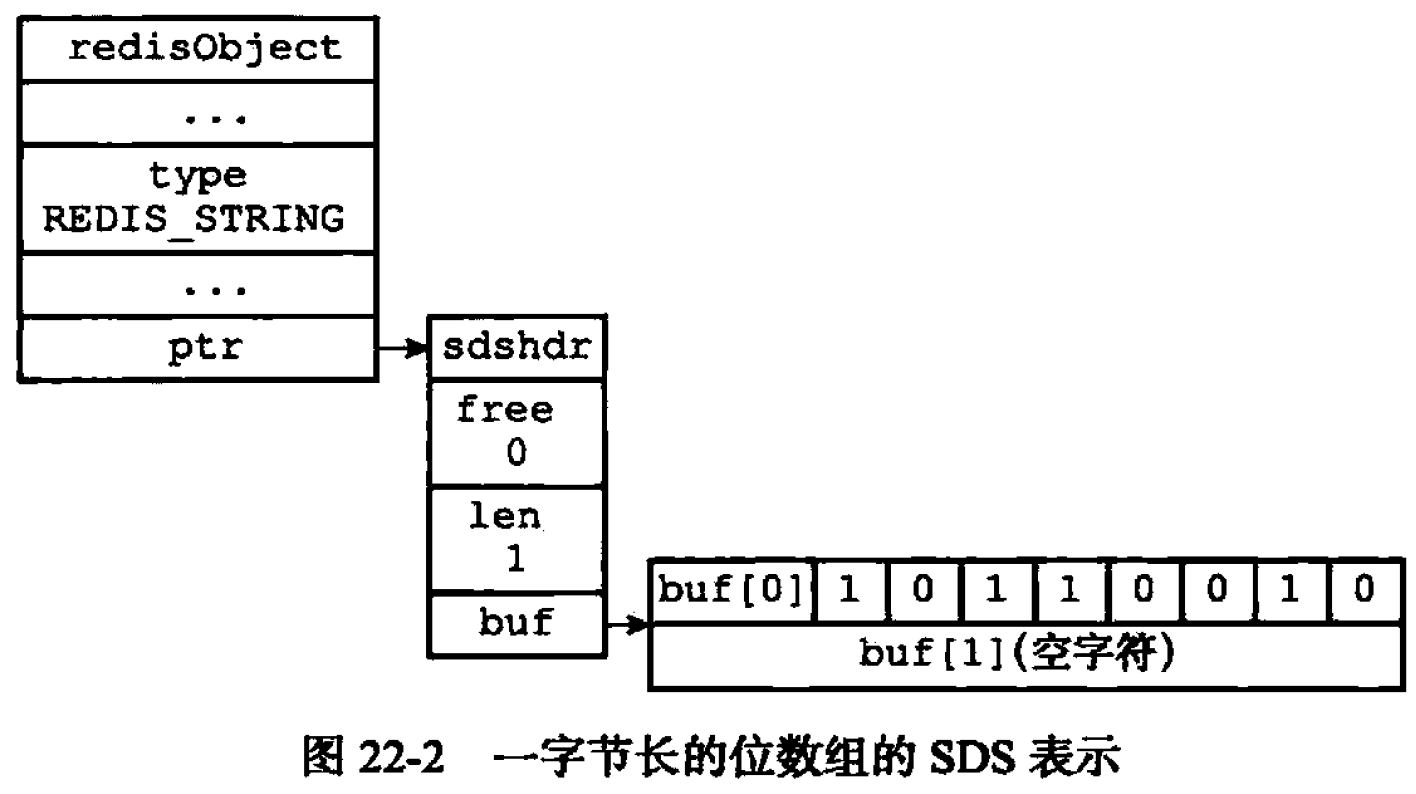 redisObject
...
type
REDIS_STRING
...
ptr
sdshdr
free
0
len
1
buf
buf[0] 1 0 1 1 0 0 1 0
buf[1](空字符)
图 22-2 一字节长的位数组的 SDS 表示